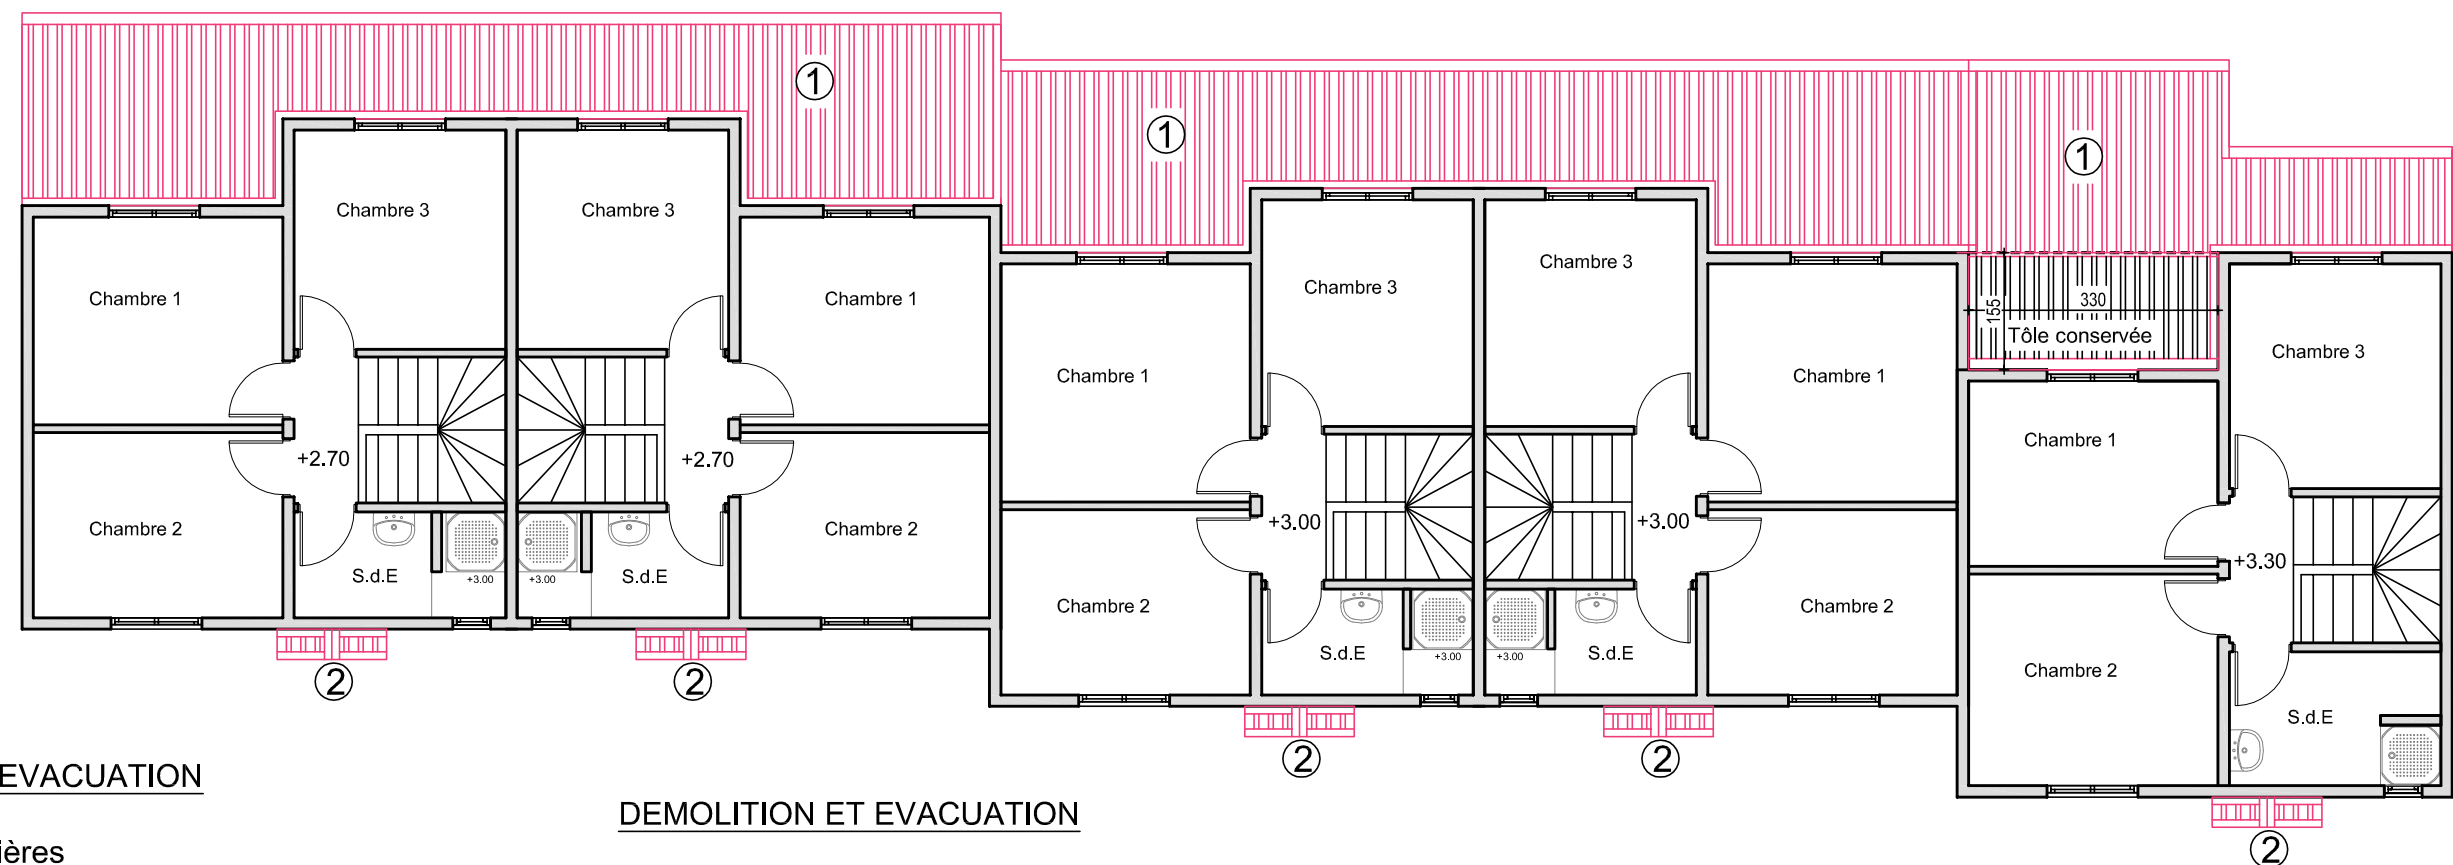 1
1
1
Chambre 3
Chambre 3
Chambre 3
Chambre 3
Chambre 1
Chambre 1
Chambre 1
Chambre 1
155
330
Tôle conservée
Chambre 3
Chambre 1
+2.70
+2.70
+3.00
+3.00
+3.30
Chambre 2
Chambre 2
Chambre 2
Chambre 2
Chambre 2
S.d.E
+3.00
+3.00
S.d.E
S.d.E
+3.00
+3.00
S.d.E
S.d.E
2
2
2
2
2
EVACUATION
DEMOLITION ET EVACUATION
ières